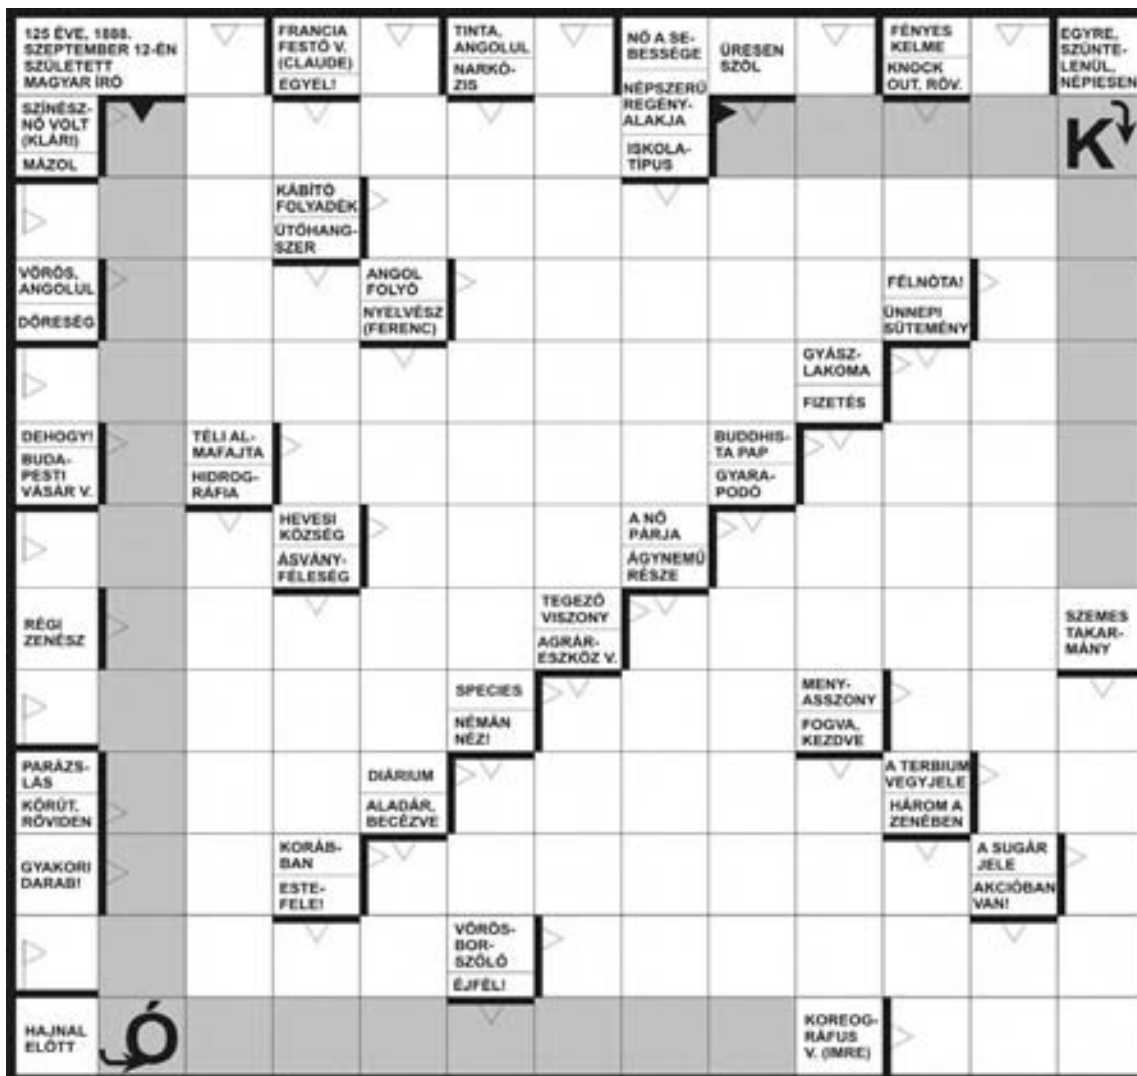 125 ÉVE, 1888.
SZEPTEMBER 12-ÉN
SZÜLETETT
MAGYAR ÍRÓ
FRANCIA
FESTŐ V.
(CLAUDE)
EGYEL!
TINTA,
ANGOLUL
NARKÓ-
ZIS
NŐ A SE-
BESSÉGE
NÉPSZERŰ
REGÉNY-
ALAKJA
ISKOLA-
TÍPUS
ÜRESEN
SZÓL
FÉNYES
KELME
KNOCK
OUT, RÖV.
EGYRE,
SZÜNTE-
LENÜL,
NÉPIESEN
SZÍNÉSZ-
NŐ VOLT
(KLÁRI)
MÁZOL
K
KÁBÍTÓ
FOLYADÉK
ÜTŐHANG-
SZER
VÖRÖS,
ANGOLUL
DŐRESÉG
ANGOL
FOLYÓ
NYELVÉSZ
(FERENC)
FÉLNÓTA!
ÜNNEPI
SÜTEMÉNY
GYÁSZ-
LAKOMA
FIZETÉS
DEHOGY!
BUDA-
PESTI
VÁSÁR V.
TÉLI AL-
MAFAJTA
HIDROG-
RÁFIA
BUDDHIS-
TA PAP
GYARA-
PODÓ
HEVESI
KÖZSÉG
ÁSVÁNY-
FÉLESÉG
A NŐ
PÁRJA
ÁGYNEMŰ
RÉSZE
RÉGI
ZENÉSZ
TEGEZŐ
VISZONY
AGRÁR-
ESZKÖZ V.
SZEMES
TAKAR-
MÁNY
SPECIES
NÉMÁN
NÉZ!
MENY-
ASSZONY
FOGVA,
KEZDVE
PARÁZS-
LÁS
KÖRÚT,
RÖVIDEN
DIÁRIUM
ALADÁR,
BECÉZVE
A TERBIUM
VEGYJELE
HÁROM A
ZENÉBEN
GYAKORI
DARAB!
KORÁB-
BAN
ESTE-
FELE!
A SUGÁR
JELE
AKCIÓBAN
VAN!
VÖRÖS-
BOR-
SZŐLŐ
ÉJFÉL!
HAJNAL
ELŐTT
Ó
KOREOG-
RÁFUS
V. (IMRE)